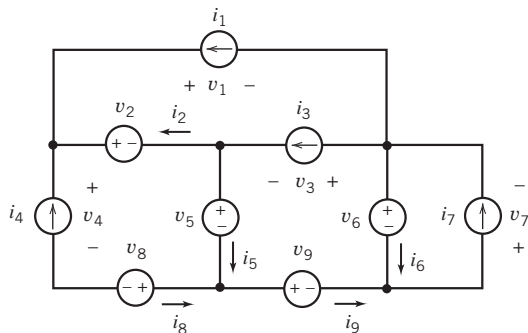 i1
+ v1 −
i2
i3
v2
+ −
− v3 +
i4
+
v4
−
v5
+
−
i5
v6
+
−
i6
i7
−
v7
+
v8
− +
i8
v9
+ −
i9